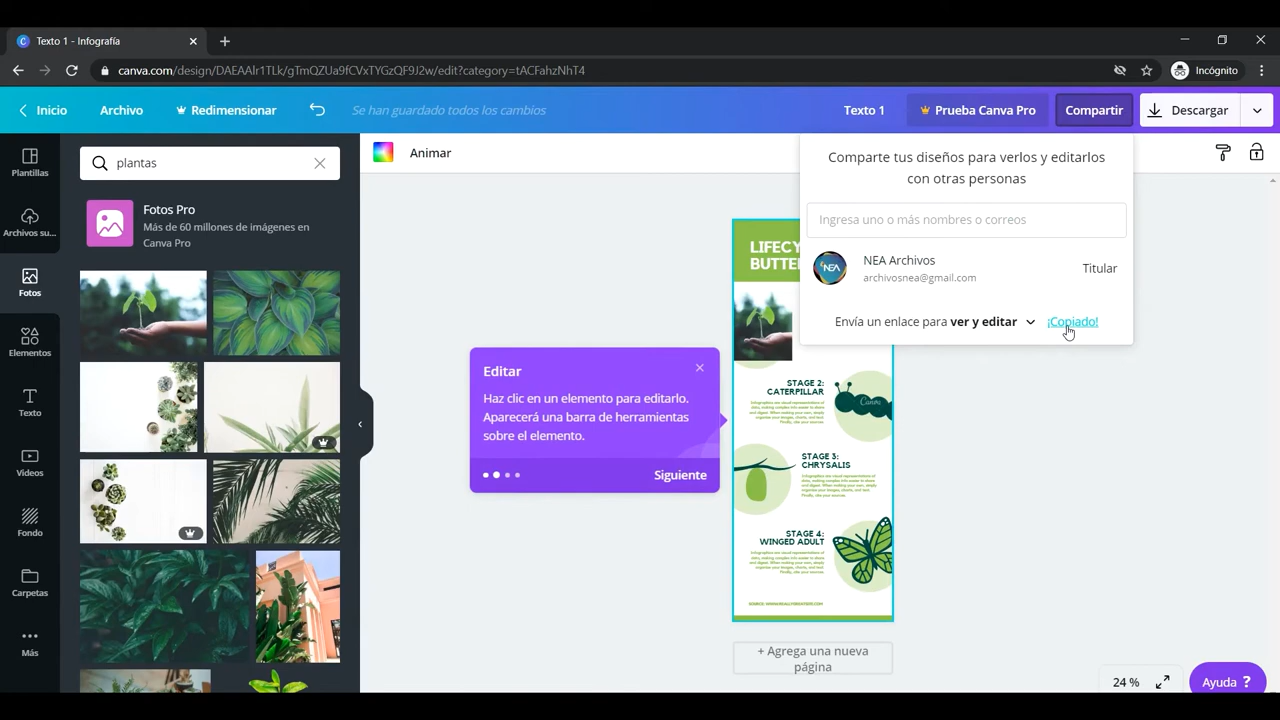 Texto 1 - Infografía
canva.com/design/DAEAAIr1TLk/gTmQZUa9fCVxTYGzQF9J2w/edit?category=tACFahzNhT4
Incógnito
Inicio
Archivo
Redimensionar
Se han guardado todos los cambios
Texto 1
Prueba Canva Pro
Compartir
Descargar
Plantillas
Archivos su...
Fotos
Elementos
Texto
Videos
Fondo
Carpetas
Más
plantas
Fotos Pro
Más de 60 millones de imágenes en
Canva Pro
Animar
Comparte tus diseños para verlos y editarlos
con otras personas
Ingresa uno o más nombres o correos
NEA
NEA Archivos
archivosnea@gmail.com
Titular
Envía un enlace para ver y editar
¡Copiado!
Editar
Haz clic en un elemento para editarlo.
Aparecerá una barra de herramientas
sobre el elemento.
Siguiente
LIFECY
BUTTE
STAGE 2:
CATERPILLAR
Canva
STAGE 3:
CHRYSALIS
STAGE 4:
WINGED ADULT
+ Agrega una nueva
página
24 %
Ayuda ?